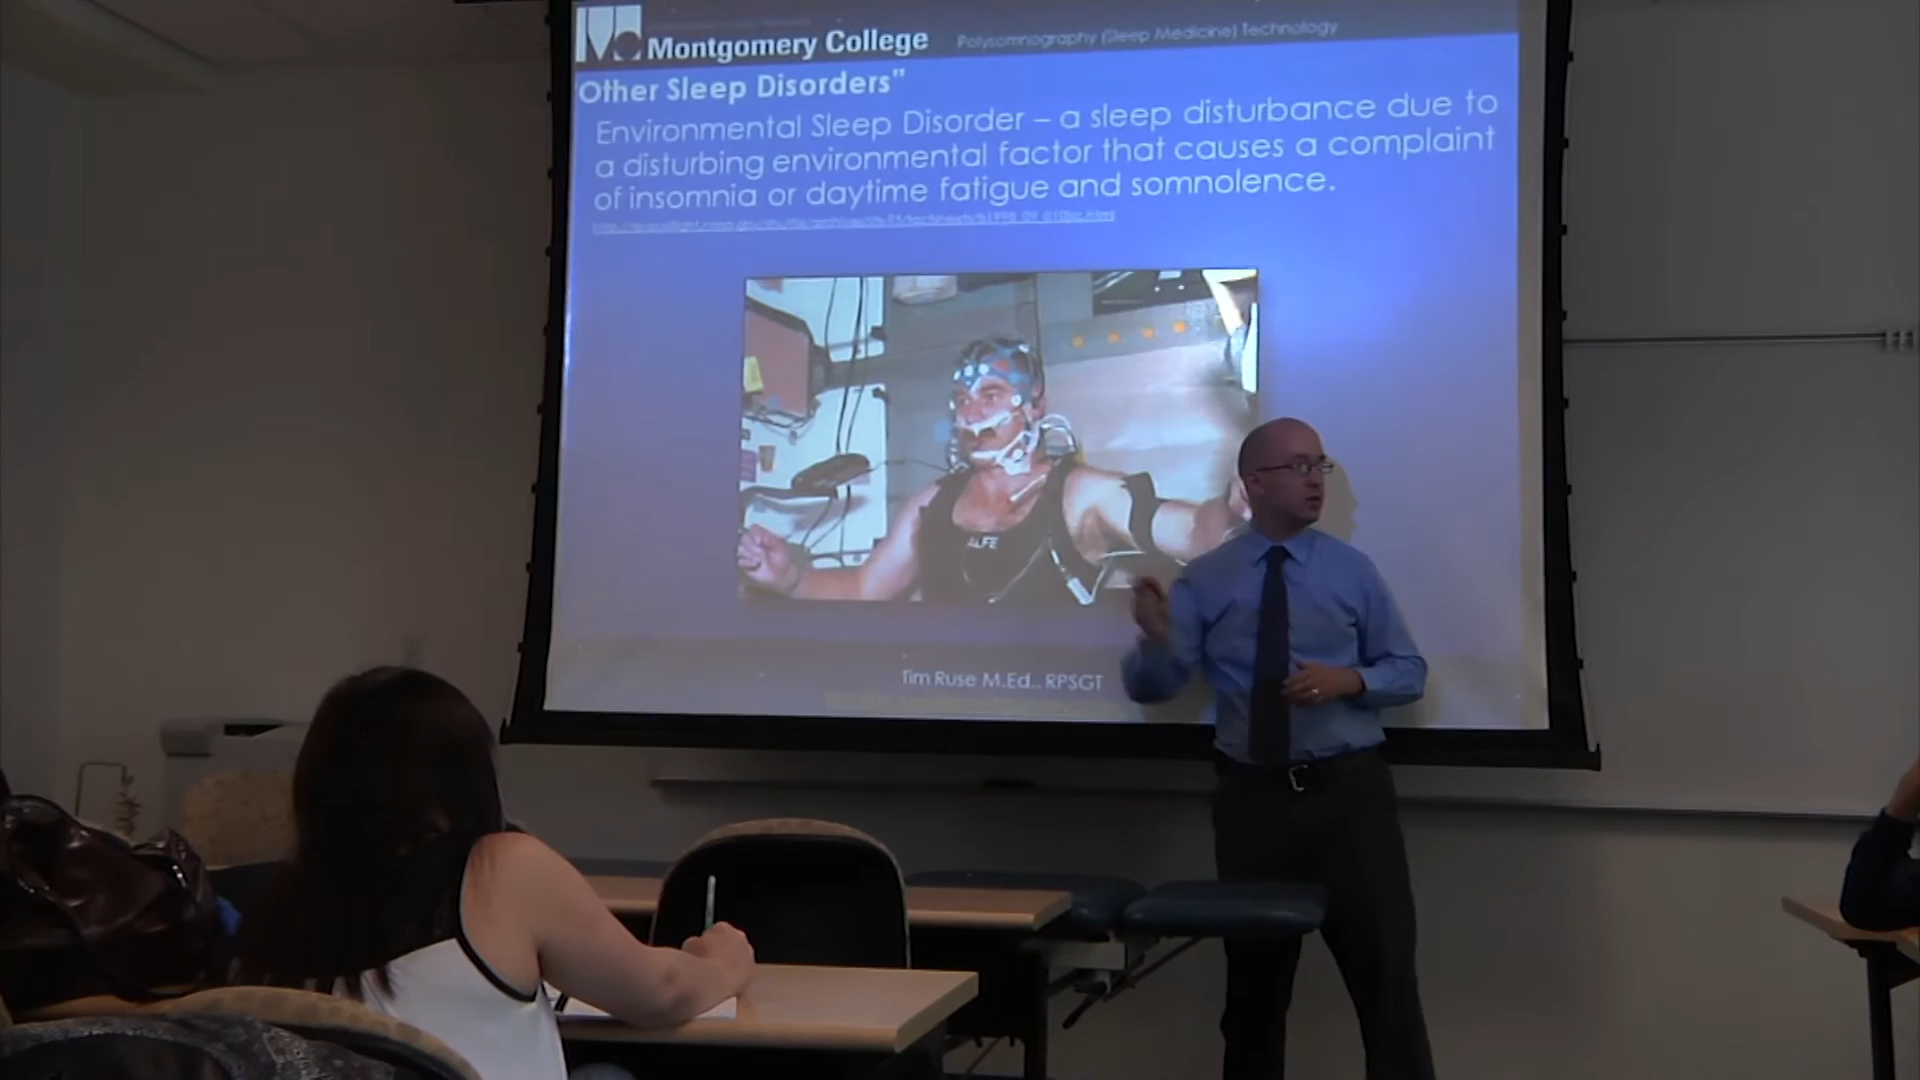 Montgomery College
Polysomnography (Sleep Medicine) Technology
Other Sleep Disorders"
Environmental Sleep Disorder – a sleep disturbance due to
a disturbing environmental factor that causes a complaint
of insomnia or daytime fatigue and somnolence.
ALFE
Tim Ruse M.Ed., RPSGT